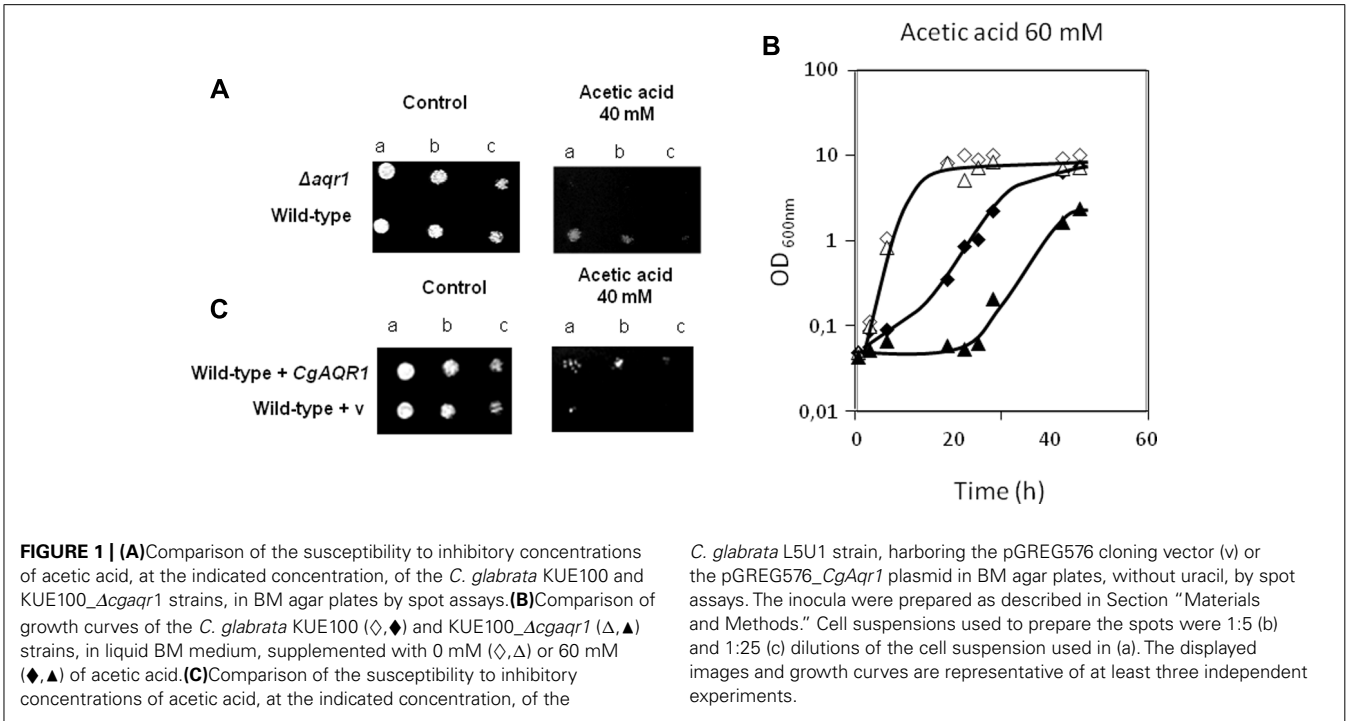 A
Control
Acetic acid
40 mM
a b c
a b c
Δaqr1
Wild-type
C
Control
Acetic acid
40 mM
a b c
a b c
Wild-type + CgAQR1
Wild-type + v
B
Acetic acid 60 mM
100
10
1
0,1
0,01
OD600nm
0 20 40 60
Time (h)
FIGURE 1 | (A)Comparison of the susceptibility to inhibitory concentrations
of acetic acid, at the indicated concentration, of the C. glabrata KUE100 and
KUE100_Δcgaqr1 strains, in BM agar plates by spot assays.(B)Comparison of
growth curves of the C. glabrata KUE100 (◊,♦) and KUE100_Δcgaqr1 (Δ,▲)
strains, in liquid BM medium, supplemented with 0 mM (◊,Δ) or 60 mM
(♦,▲) of acetic acid.(C)Comparison of the susceptibility to inhibitory
concentrations of acetic acid, at the indicated concentration, of the
C. glabrata L5U1 strain, harboring the pGREG576 cloning vector (v) or
the pGREG576_CgAqr1 plasmid in BM agar plates, without uracil, by spot
assays. The inocula were prepared as described in Section “Materials
and Methods.” Cell suspensions used to prepare the spots were 1:5 (b)
and 1:25 (c) dilutions of the cell suspension used in (a). The displayed
images and growth curves are representative of at least three independent
experiments.